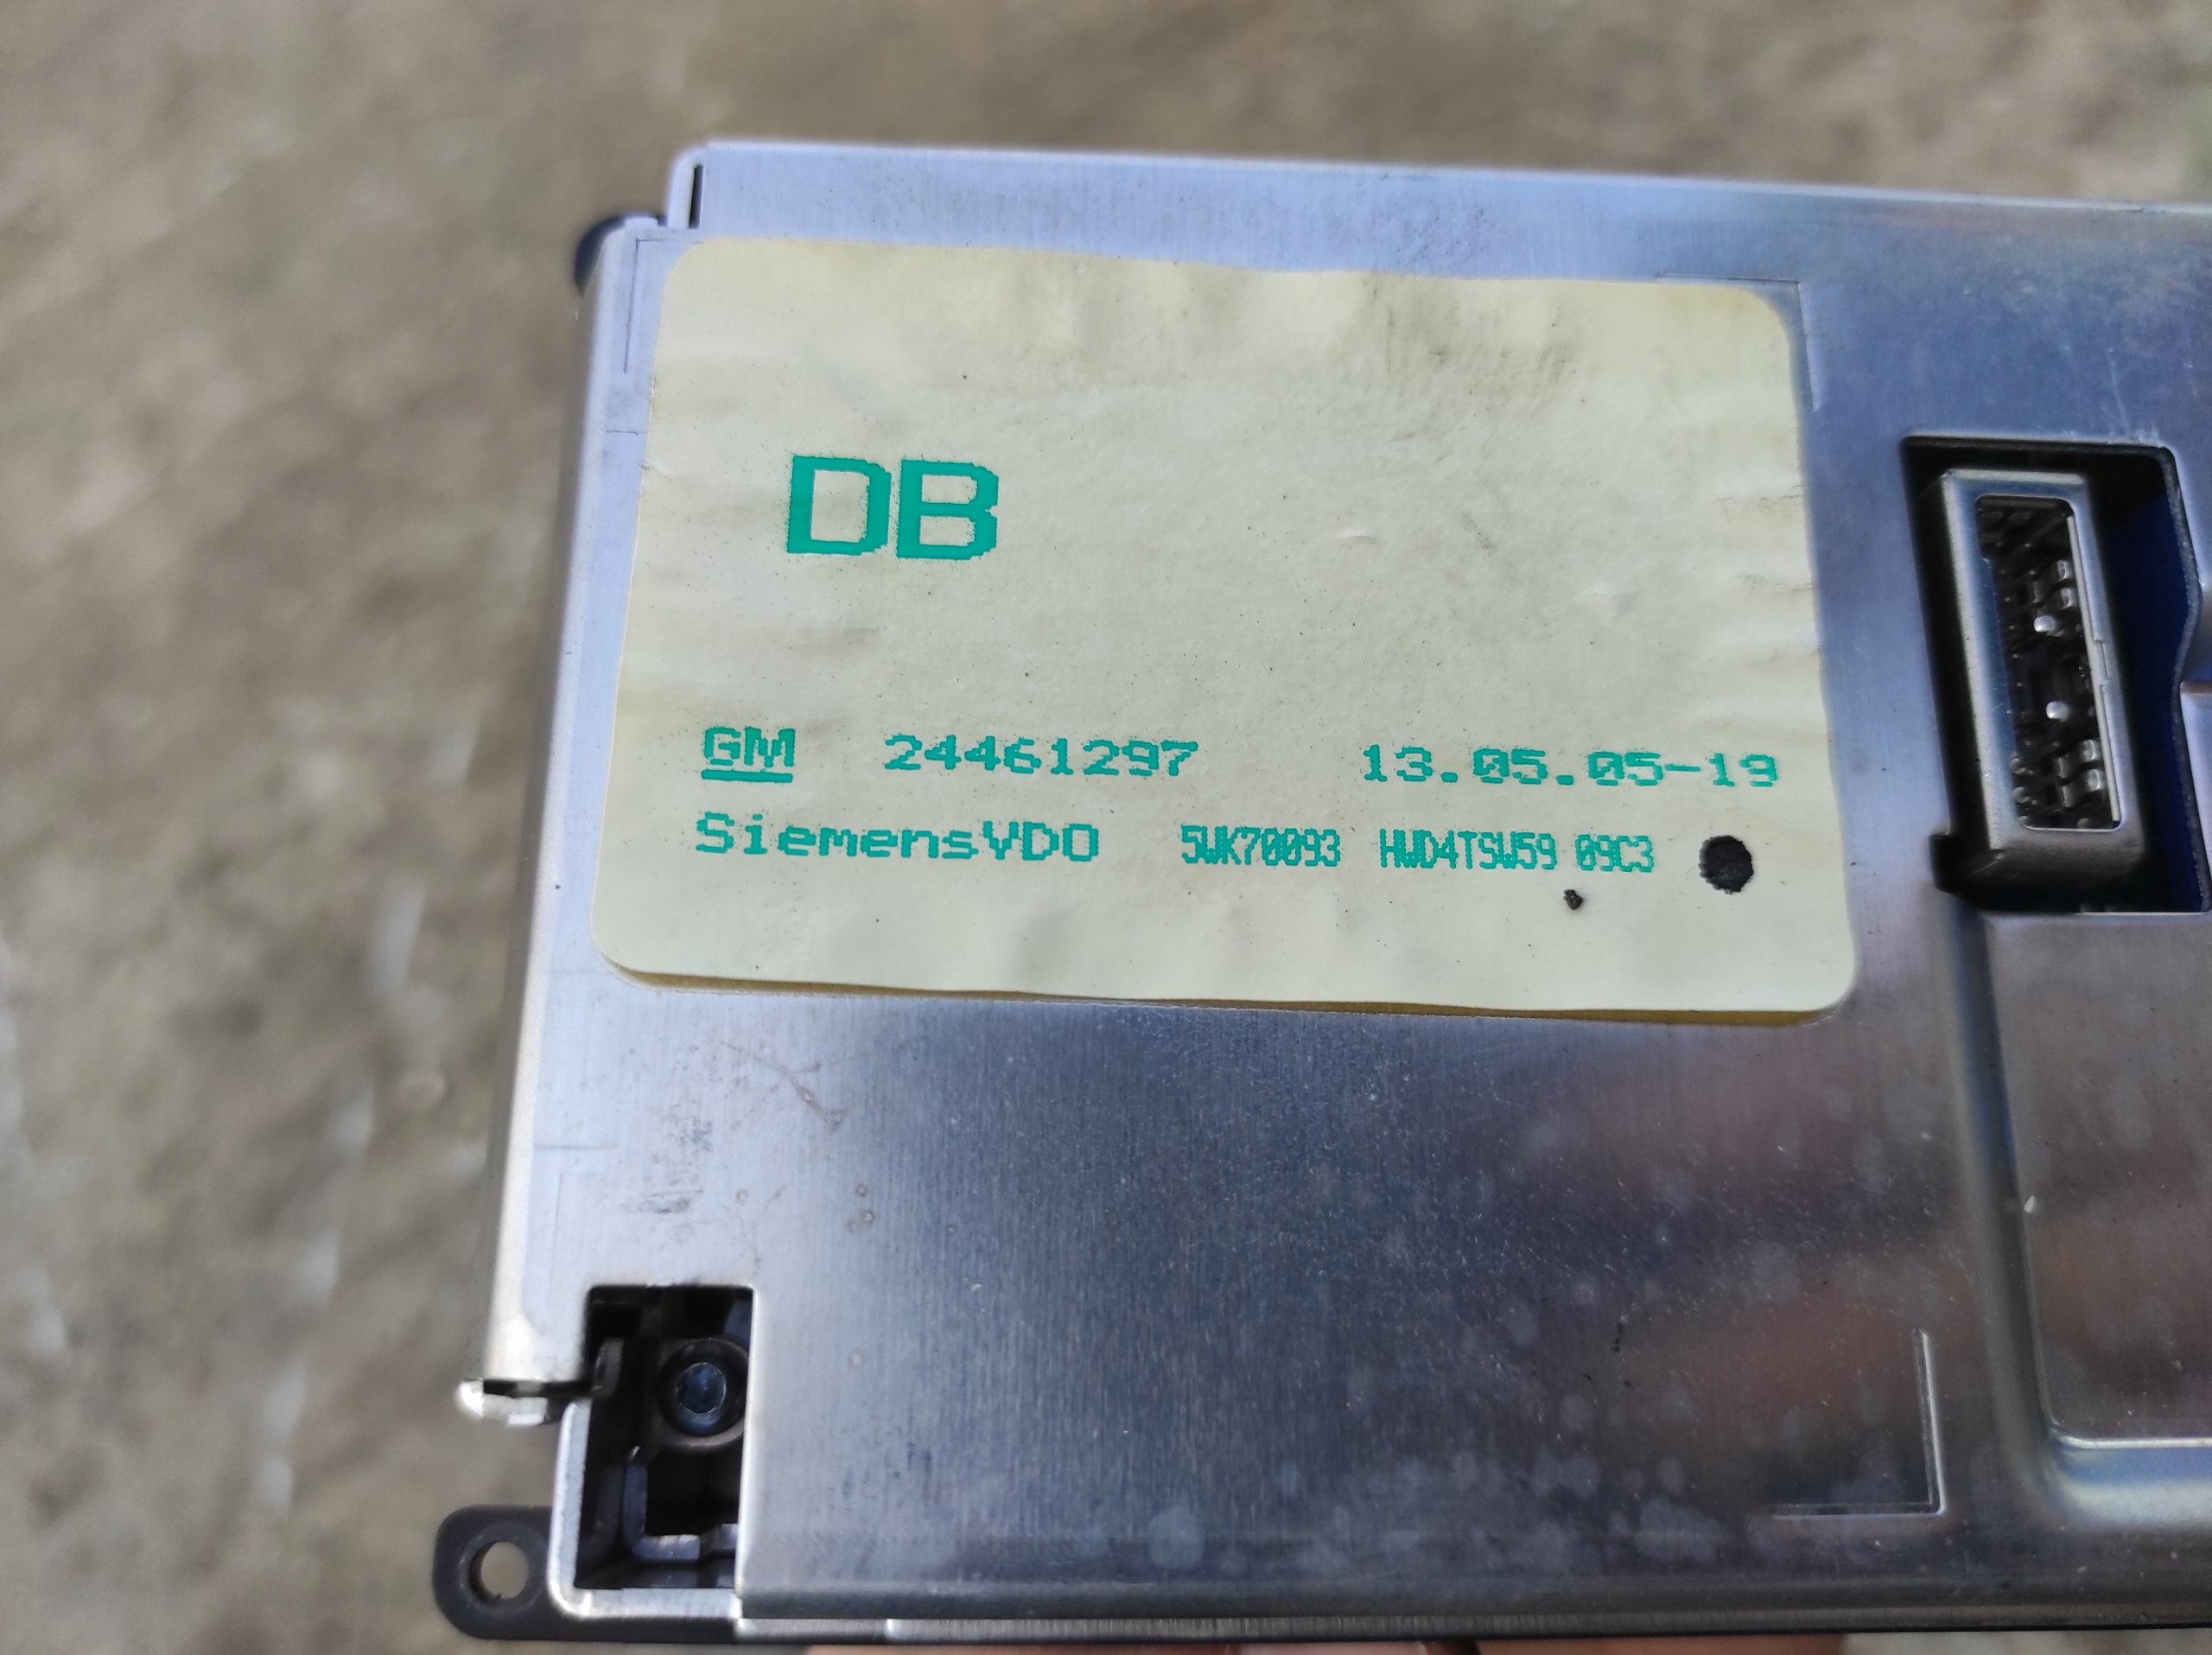 DB
GM 24461297 13.05.05-19
SiemensVDO 5WK70093 HWD4TSW59 09C3